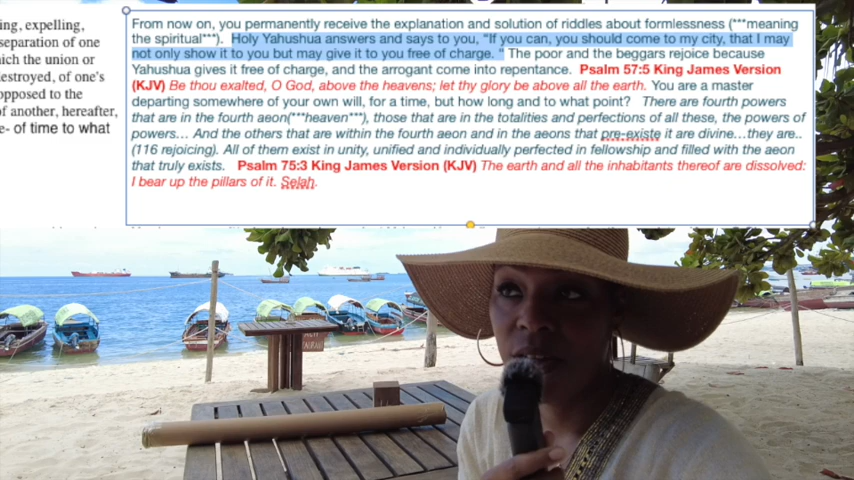 ing, expelling,
separation of one
hich the union or
destroyed, of one's
opposed to the
of another, hereafter,
e- of time to what
From now on, you permanently receive the explanation and solution of riddles about formlessness (***meaning
the spiritual***). Holy Yahushua answers and says to you, "If you can, you should come to my city, that I may
not only show it to you but may give it to you free of charge. " The poor and the beggars rejoice because
Yahushua gives it free of charge, and the arrogant come into repentance. Psalm 57:5 King James Version
(KJV) Be thou exalted, O God, above the heavens; let thy glory be above all the earth. You are a master
departing somewhere of your own will, for a time, but how long and to what point? There are fourth powers
that are in the fourth aeon(***heaven***), those that are in the totalities and perfections of all these, the powers of
powers... And the others that are within the fourth aeon and in the aeons that pre-existe it are divine...they are..
(116 rejoicing). All of them exist in unity, unified and individually perfected in fellowship and filled with the aeon
that truly exists. Psalm 75:3 King James Version (KJV) The earth and all the inhabitants thereof are dissolved:
I bear up the pillars of it. Selah.